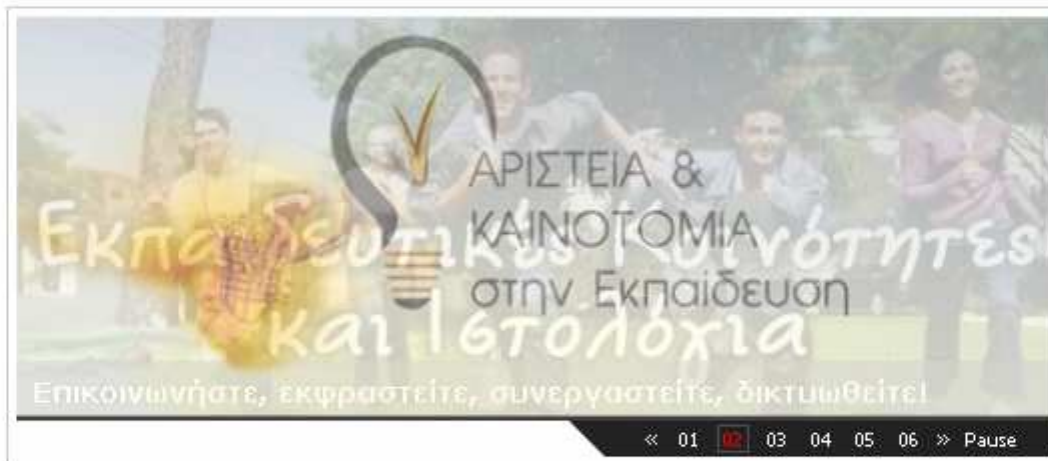 ΑΡΙΣΤΕΙΑ &
ΚΑΙΝΟΤΟΜΙΑ
στην Εκπαίδευση
Εκπαιδευτικές Κοινότητες
και Ιστολόγια
Επικοινωνήστε, εκφραστείτε, συνεργαστείτε, δικτυωθείτε!
« 01 02 03 04 05 06 » Pause